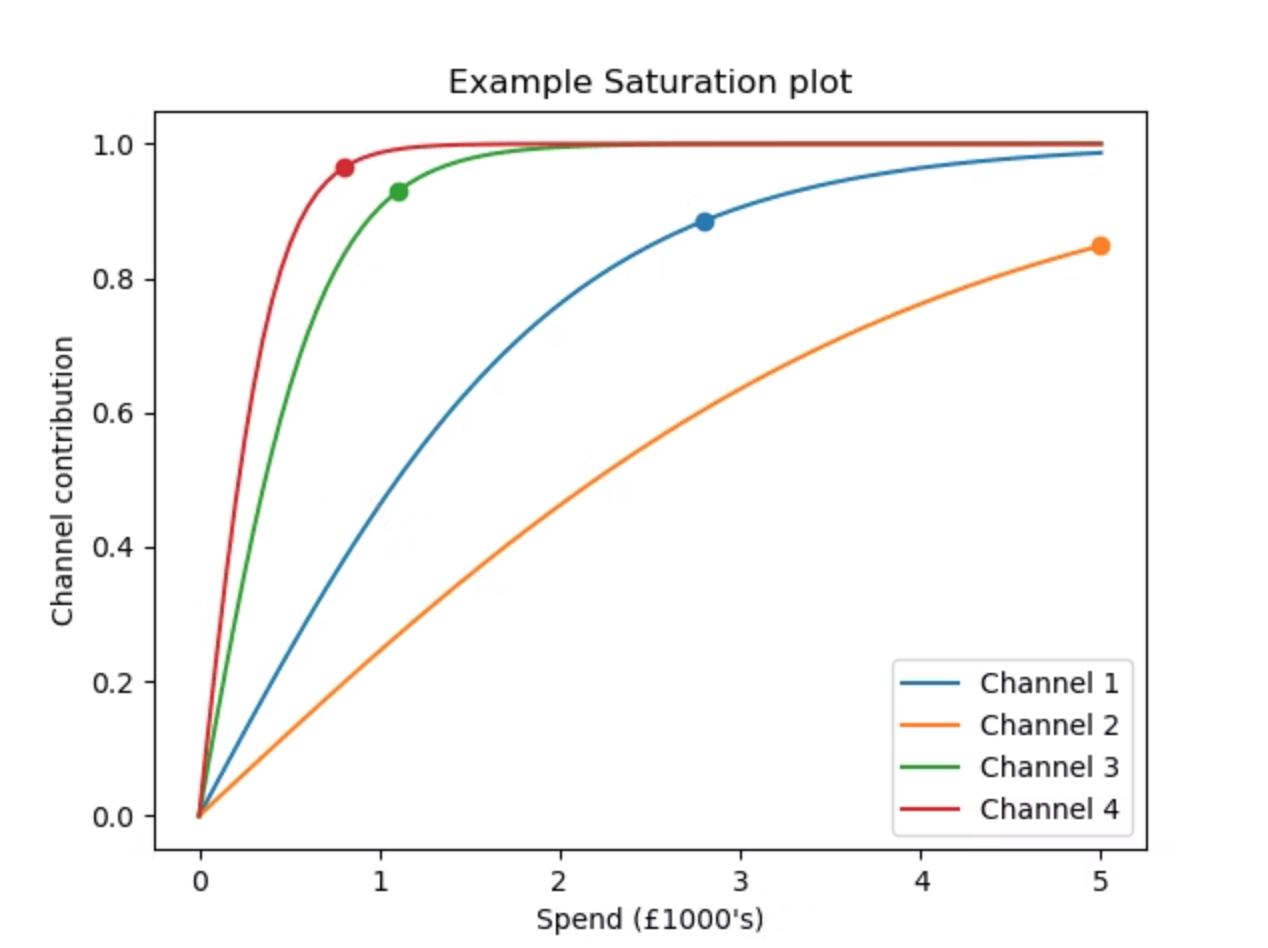 Example Saturation plot
1.0
0.8
0.6
0.4
0.2
0.0
Channel contribution
Channel 1
Channel 2
Channel 3
Channel 4
0 1 2 3 4 5
Spend (£1000's)